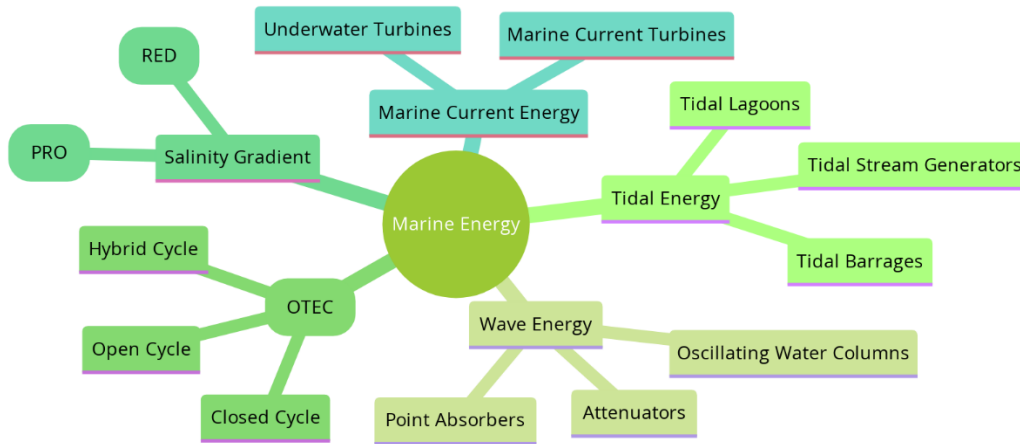 Underwater Turbines
Marine Current Turbines
RED
Tidal Lagoons
Marine Current Energy
PRO
Salinity Gradient
Tidal Stream Generators
Tidal Energy
Marine Energy
Hybrid Cycle
Tidal Barrages
OTEC
Wave Energy
Open Cycle
Oscillating Water Columns
Closed Cycle
Point Absorbers
Attenuators